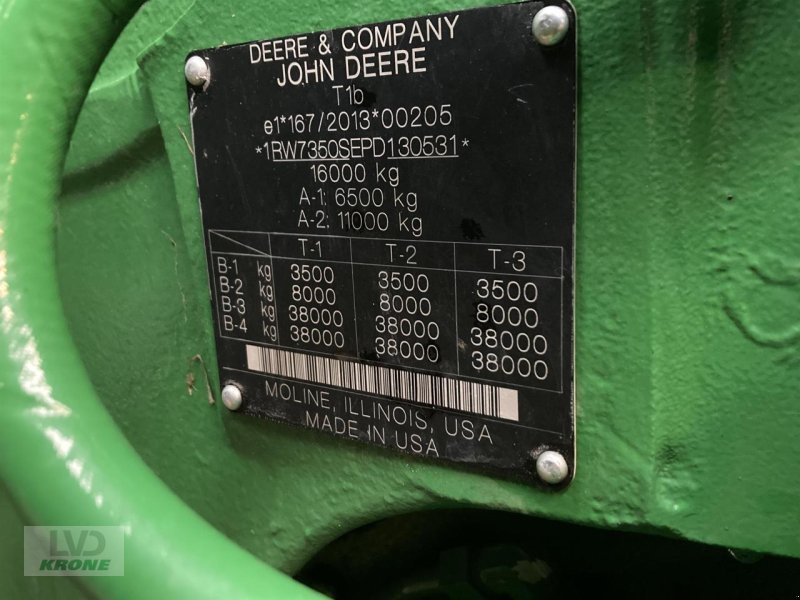 DEERE & COMPANY
JOHN DEERE
T1b
e1*167/2013*00205
*1RW7350SEPD130531*
16000 kg
A-1: 6500 kg
A-2: 11000 kg
T-1 T-2 T-3
B-1 kg 3500 3500 3500
B-2 kg 8000 8000 8000
B-3 kg 38000 38000 38000
B-4 kg 38000 38000 38000
MOLINE, ILLINOIS, USA
MADE IN USA
LVD
KRONE